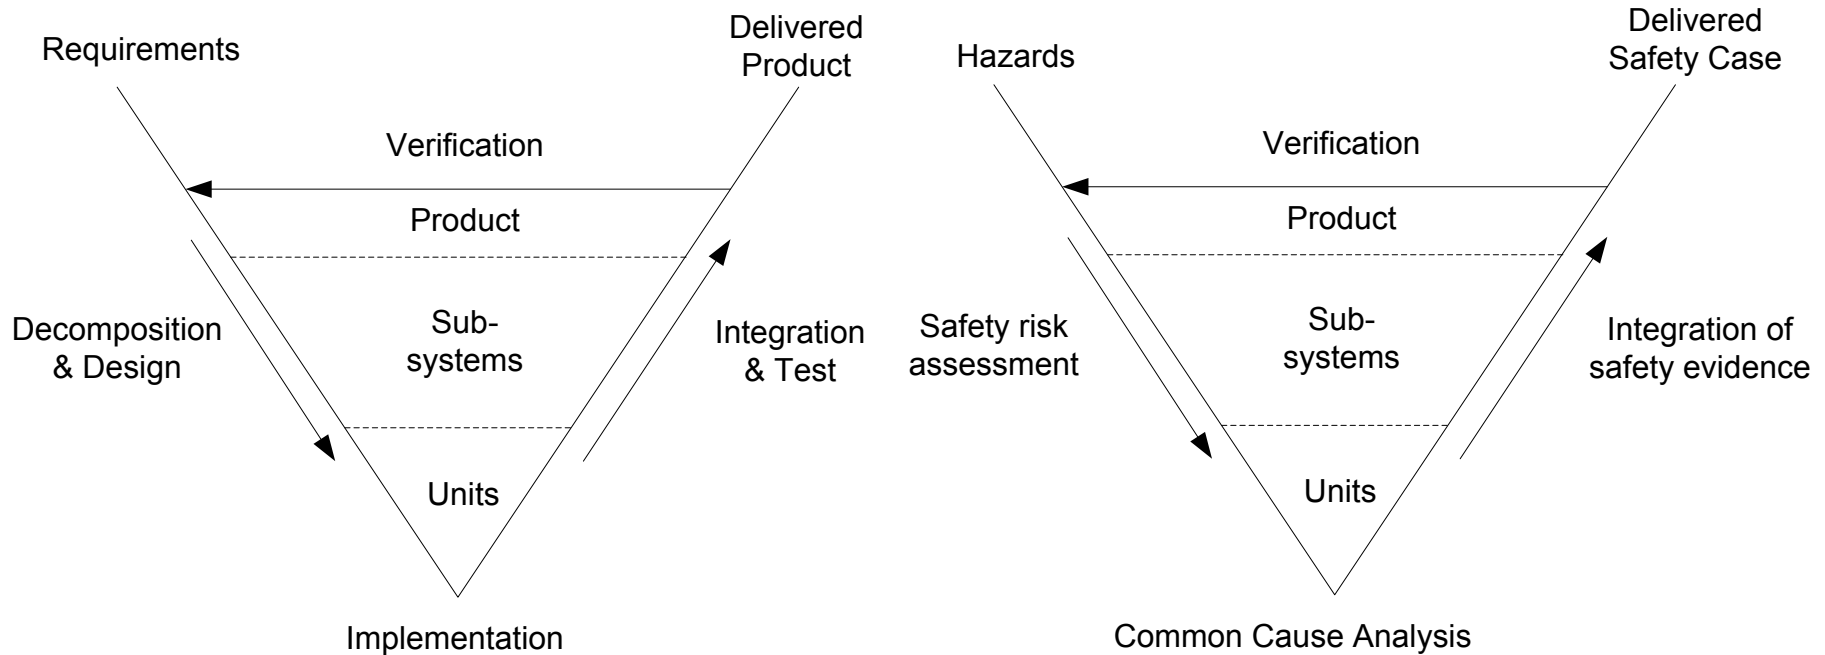 Requirements
Delivered
Product
Verification
Product
Decomposition
& Design
Sub-
systems
Integration
& Test
Units
Implementation
Hazards
Delivered
Safety Case
Verification
Product
Safety risk
assessment
Sub-
systems
Integration of
safety evidence
Units
Common Cause Analysis